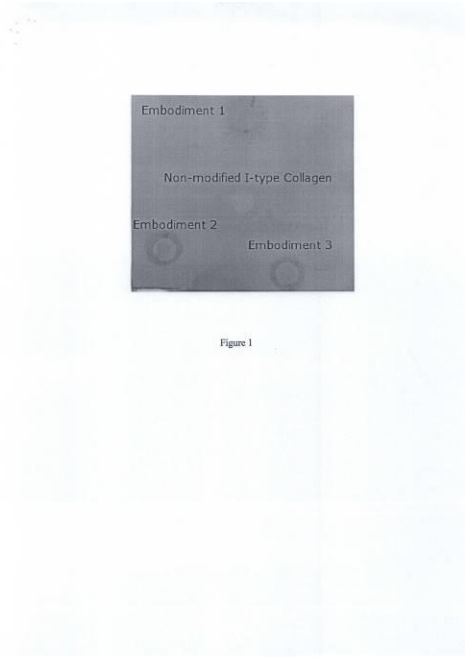 Embodiment 1
Non-modified I-type Collagen
Embodiment 2
Embodiment 3
Figure 1